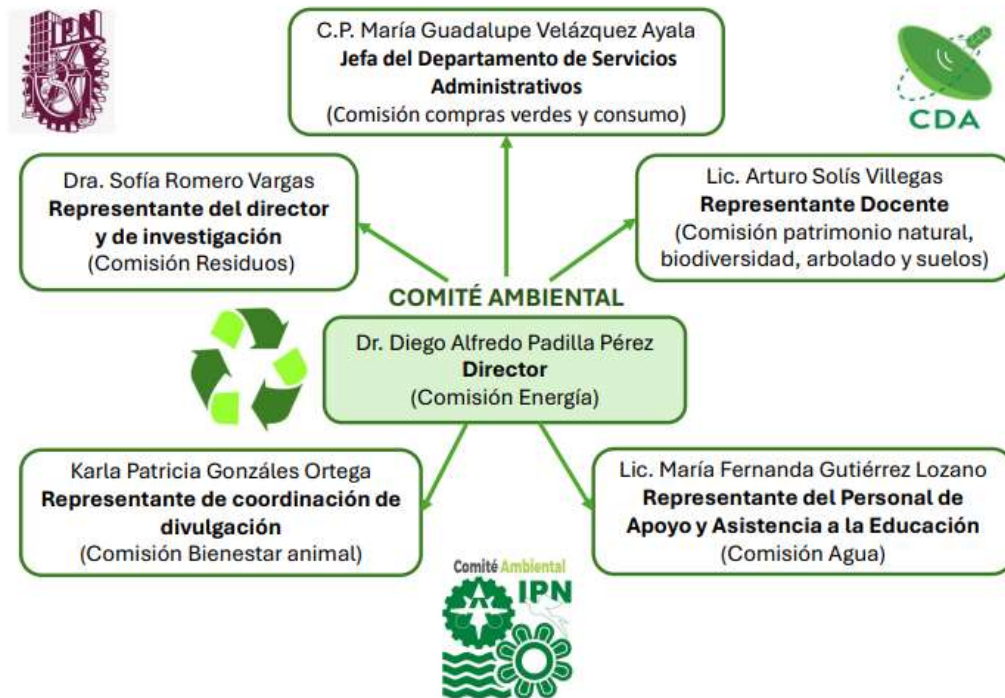 IPN
C.P. María Guadalupe Velázquez Ayala
Jefa del Departamento de Servicios
Administrativos
(Comisión compras verdes y consumo)
CDA
Dra. Sofía Romero Vargas
Representante del director
y de investigación
(Comisión Residuos)
Lic. Arturo Solís Villegas
Representante Docente
(Comisión patrimonio natural,
biodiversidad, arbolado y suelos)
COMITÉ AMBIENTAL
Dr. Diego Alfredo Padilla Pérez
Director
(Comisión Energía)
Karla Patricia Gonzáles Ortega
Representante de coordinación de
divulgación
(Comisión Bienestar animal)
Lic. María Fernanda Gutiérrez Lozano
Representante del Personal de
Apoyo y Asistencia a la Educación
(Comisión Agua)
Comité Ambiental
IPN